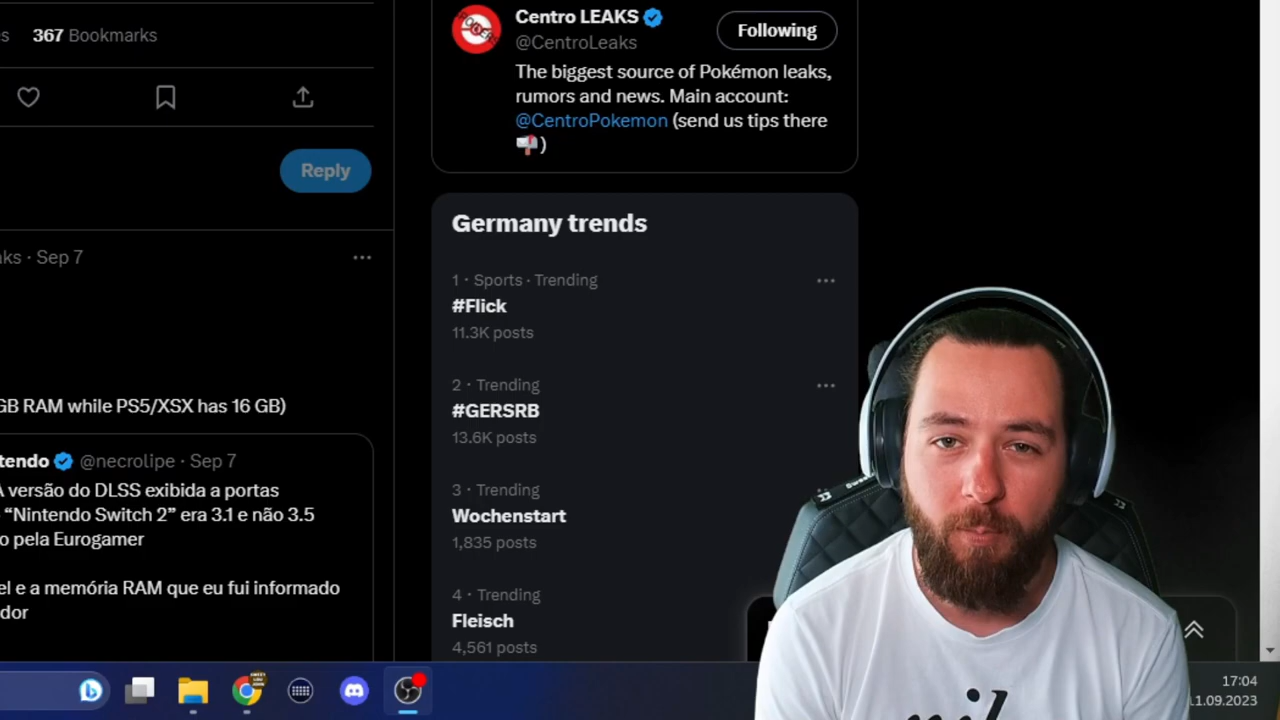 367 Bookmarks
Reply
ks · Sep 7
GB RAM while PS5/XSX has 16 GB)
tendo @necrolipe · Sep 7
A versão do DLSS exibida a portas
“Nintendo Switch 2” era 3.1 e não 3.5
o pela Eurogamer
el e a memória RAM que eu fui informado
dor
Centro LEAKS
@CentroLeaks
Following
The biggest source of Pokémon leaks,
rumors and news. Main account:
@CentroPokemon (send us tips there
)
Germany trends
1 · Sports · Trending
#Flick
11.3K posts
2 · Trending
#GERSRB
13.6K posts
3 · Trending
Wochenstart
1,835 posts
4 · Trending
Fleisch
4,561 posts
17:04
11.09.2023